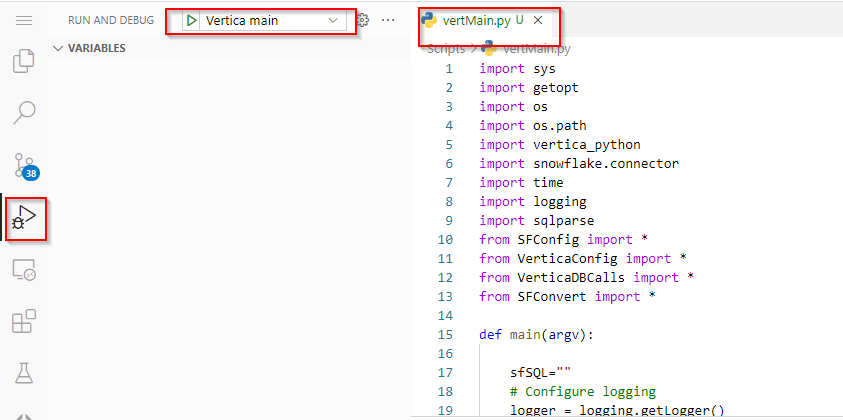 RUN AND DEBUG
Vertica main
VARIABLES
38
vertMain.py U
Scripts > vertMain.py
1 import sys
2 import getopt
3 import os
4 import os.path
5 import vertica_python
6 import snowflake.connector
7 import time
8 import logging
9 import sqlparse
10 from SFConfig import *
11 from VerticaConfig import *
12 from VerticaDBCalls import *
13 from SFConvert import *
14
15 def main(argv):
16
17 sfSQL=""
18 # Configure logging
19 logger = logging.getLogger()